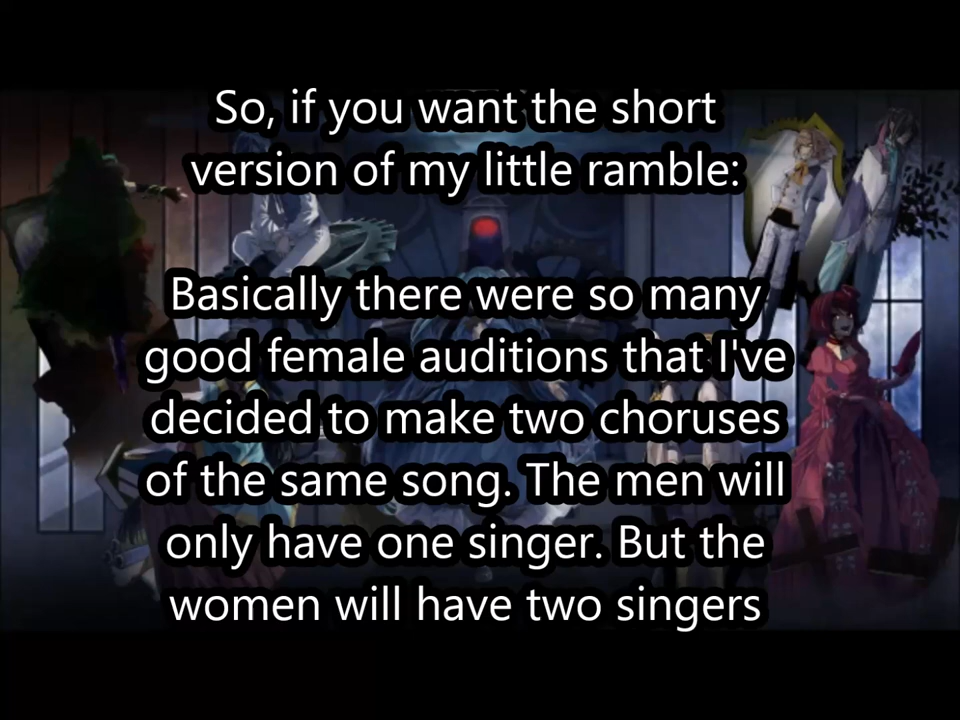 So, if you want the short
version of my little ramble:
Basically there were so many
good female auditions that I've
decided to make two choruses
of the same song. The men will
only have one singer. But the
women will have two singers